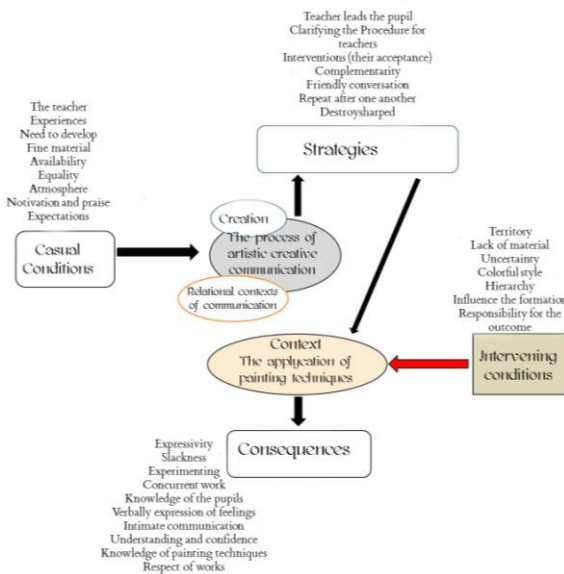 Teacher leads the pupil
Clarifying the Procedure for
teachers
Interventions (their acceptance)
Complementarity
Friendly conversation
Repeat after one another
Destroysharped
Strategies
The teacher
Experiences
Need to develop
Fine material
Availability
Equality
Atmosphere
Notivation and praise
Expectations
Casual
Conditions
Creation
The process of
artistic creative
communication
Relational contexts
of communication
Territory
Lack of material
Uncertainty
Colorful style
Hierarchy
Influence the formation
Responsibility for the
outcome
Intervening
conditions
Context
The applycation of
painting techniques
Consequences
Expressivity
Slackness
Experimenting
Concurrent work
Knowledge of the pupils
Verbally expression of feelings
Intimate communication
Understanding and confidence
Knowledge of painting techniques
Respect of works